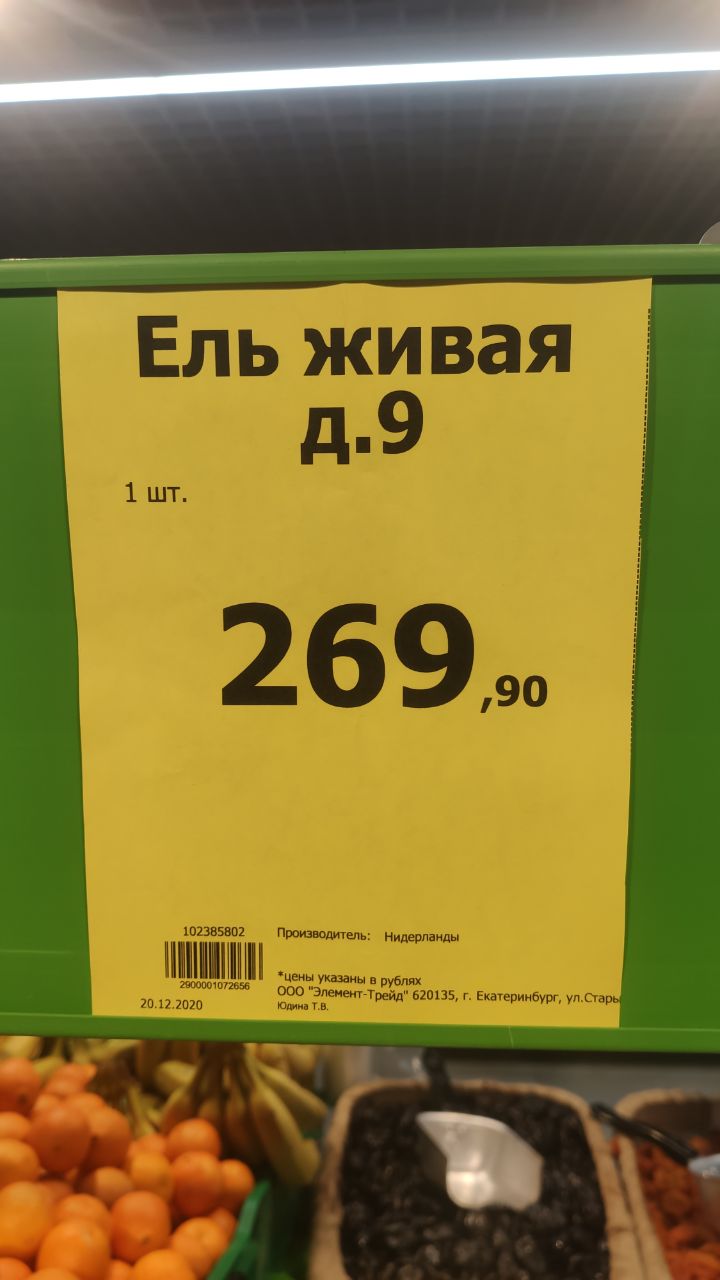 Ель живая
д.9
1 шт.
269,90
102385802
Производитель: Нидерланды
2900001072656
*цены указаны в рублях
ООО "Элемент-Трейд" 620135, г. Екатеринбург, ул.Стары
20.12.2020
Юдина Т.В.